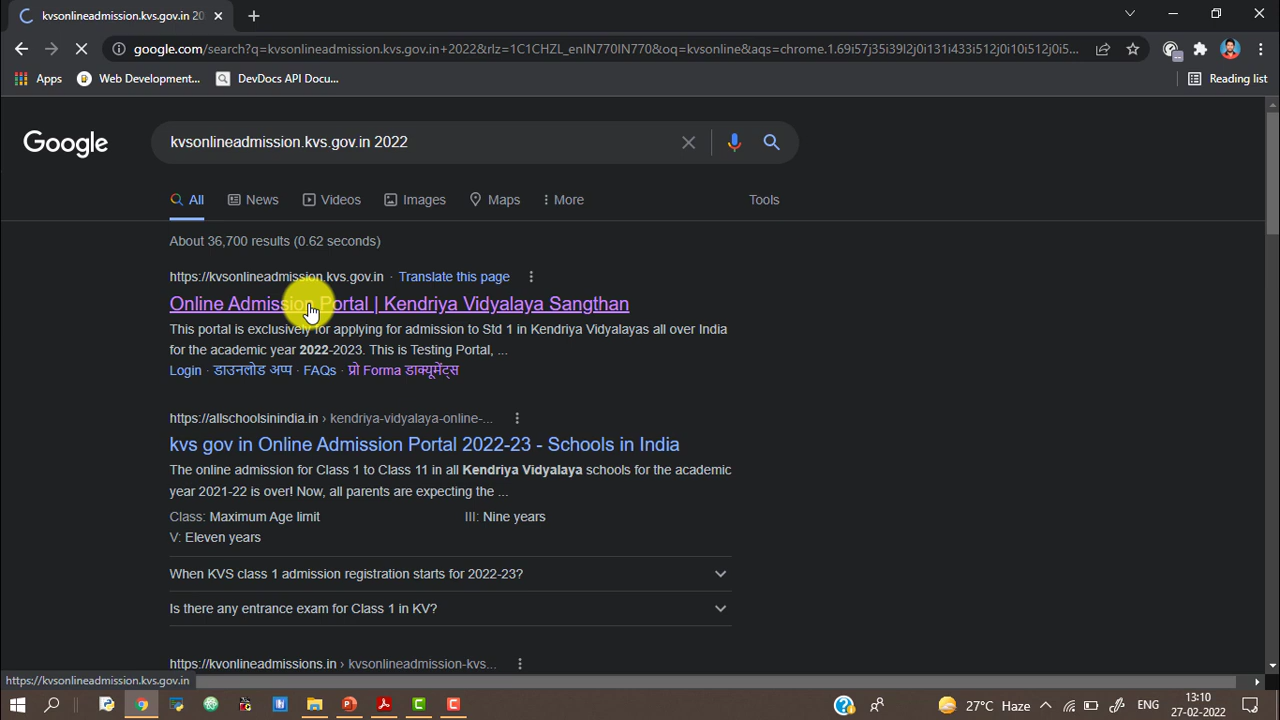 kvsonlineadmission.kvs.gov.in 20
google.com/search?q=kvsonlineadmission.kvs.gov.in+2022&rlz=1C1CHZL_enIN770IN770&oq=kvsonline&aqs=chrome.1.69i57j35i39l2j0i131i433i512j0i10i512j0i5...
Apps Web Development... DevDocs API Docu... Reading list
Google kvsonlineadmission.kvs.gov.in 2022
All News Videos Images Maps More Tools
About 36,700 results (0.62 seconds)
https://kvsonlineadmission.kvs.gov.in · Translate this page
Online Admission Portal | Kendriya Vidyalaya Sangthan
This portal is exclusively for applying for admission to Std 1 in Kendriya Vidyalayas all over India
for the academic year 2022-2023. This is Testing Portal, ...
Login · डाउनलोड अप्प · FAQs · प्रो Forma डाक्यूमेंट्स
https://allschoolsinindia.in › kendriya-vidyalaya-online-...
kvs gov in Online Admission Portal 2022-23 - Schools in India
The online admission for Class 1 to Class 11 in all Kendriya Vidyalaya schools for the academic
year 2021-22 is over! Now, all parents are expecting the ...
Class: Maximum Age limit III: Nine years
V: Eleven years
When KVS class 1 admission registration starts for 2022-23?
Is there any entrance exam for Class 1 in KV?
https://kvonlineadmissions.in › kvsonlineadmission-kvs...
https://kvsonlineadmission.kvs.gov.in
27°C Haze ENG 13:10
27-02-2022